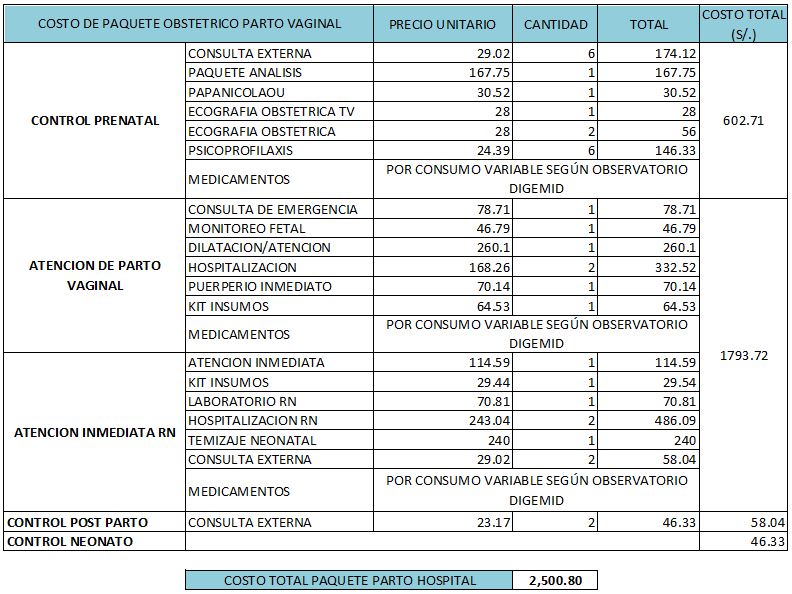 COSTO DE PAQUETE OBSTETRICO PARTO VAGINAL PRECIO UNITARIO CANTIDAD TOTAL COSTO TOTAL (S/.)
CONTROL PRENATAL
CONSULTA EXTERNA 29.02 6 174.12
PAQUETE ANALISIS 167.75 1 167.75
PAPANICOLAOU 30.52 1 30.52
ECOGRAFIA OBSTETRICA TV 28 1 28
ECOGRAFIA OBSTETRICA 28 2 56
PSICOPROFILAXIS 24.39 6 146.33
MEDICAMENTOS POR CONSUMO VARIABLE SEGÚN OBSERVATORIO
DIGEMID
602.71
ATENCION DE PARTO
VAGINAL
CONSULTA DE EMERGENCIA 78.71 1 78.71
MONITOREO FETAL 46.79 1 46.79
DILATACION/ATENCION 260.1 1 260.1
HOSPITALIZACION 168.26 2 332.52
PUERPERIO INMEDIATO 70.14 1 70.14
KIT INSUMOS 64.53 1 64.53
MEDICAMENTOS POR CONSUMO VARIABLE SEGÚN OBSERVATORIO
DIGEMID
1793.72
ATENCION INMEDIATA RN
ATENCION INMEDIATA 114.59 1 114.59
KIT INSUMOS 29.44 1 29.54
LABORATORIO RN 70.81 1 70.81
HOSPITALIZACION RN 243.04 2 486.09
TEMIZAJE NEONATAL 240 1 240
CONSULTA EXTERNA 29.02 2 58.04
MEDICAMENTOS POR CONSUMO VARIABLE SEGÚN OBSERVATORIO
DIGEMID
CONTROL POST PARTO CONSULTA EXTERNA 23.17 2 46.33 58.04
CONTROL NEONATO 46.33
COSTO TOTAL PAQUETE PARTO HOSPITAL 2,500.80